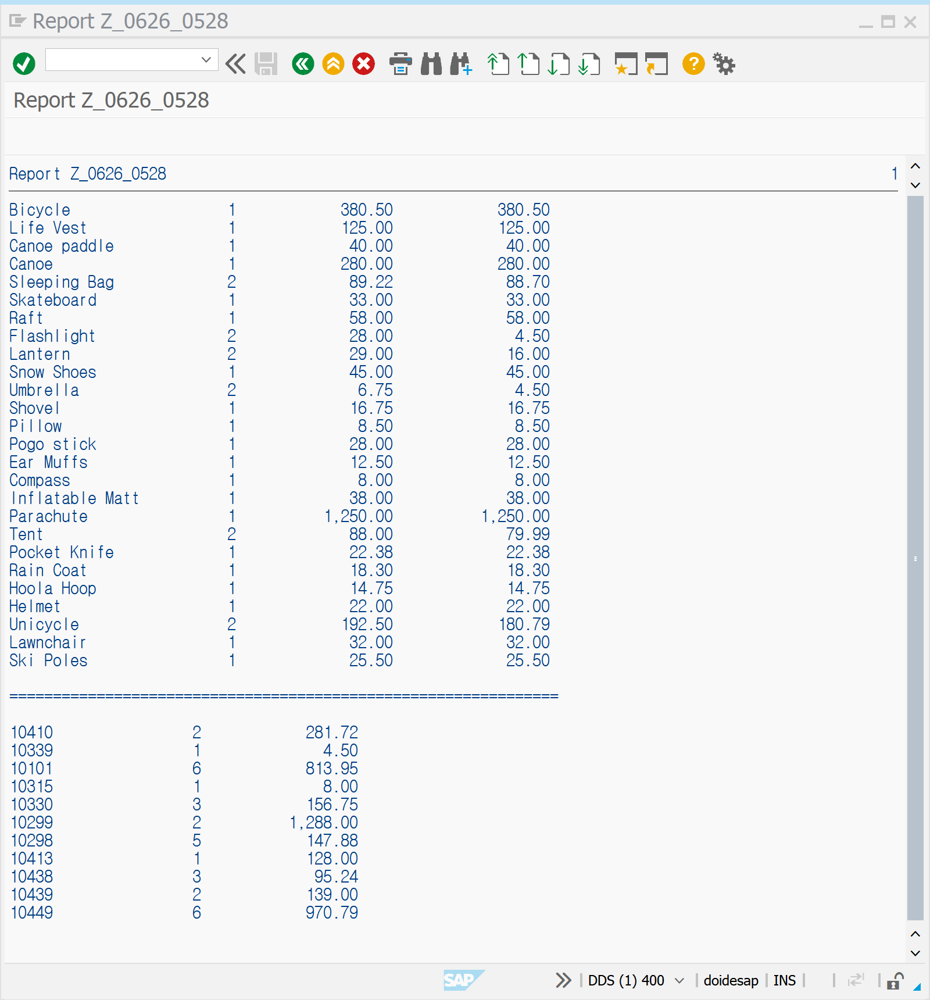 Report Z_0626_0528
Report Z_0626_0528
Report Z_0626_0528 1
Bicycle 1 380.50 380.50
Life Vest 1 125.00 125.00
Canoe paddle 1 40.00 40.00
Canoe 1 280.00 280.00
Sleeping Bag 2 89.22 88.70
Skateboard 1 33.00 33.00
Raft 1 58.00 58.00
Flashlight 2 28.00 4.50
Lantern 2 29.00 16.00
Snow Shoes 1 45.00 45.00
Umbrella 2 6.75 4.50
Shovel 1 16.75 16.75
Pillow 1 8.50 8.50
Pogo stick 1 28.00 28.00
Ear Muffs 1 12.50 12.50
Compass 1 8.00 8.00
Inflatable Matt 1 38.00 38.00
Parachute 1 1,250.00 1,250.00
Tent 2 88.00 79.99
Pocket Knife 1 22.38 22.38
Rain Coat 1 18.30 18.30
Hoola Hoop 1 14.75 14.75
Helmet 1 22.00 22.00
Unicycle 2 192.50 180.79
Lawnchair 1 32.00 32.00
Ski Poles 1 25.50 25.50
===============================================================
10410 2 281.72
10339 1 4.50
10101 6 813.95
10315 1 8.00
10330 3 156.75
10299 2 1,288.00
10298 5 147.88
10413 1 128.00
10438 3 95.24
10439 2 139.00
10449 6 970.79
SAP DDS (1) 400 doidesap INS